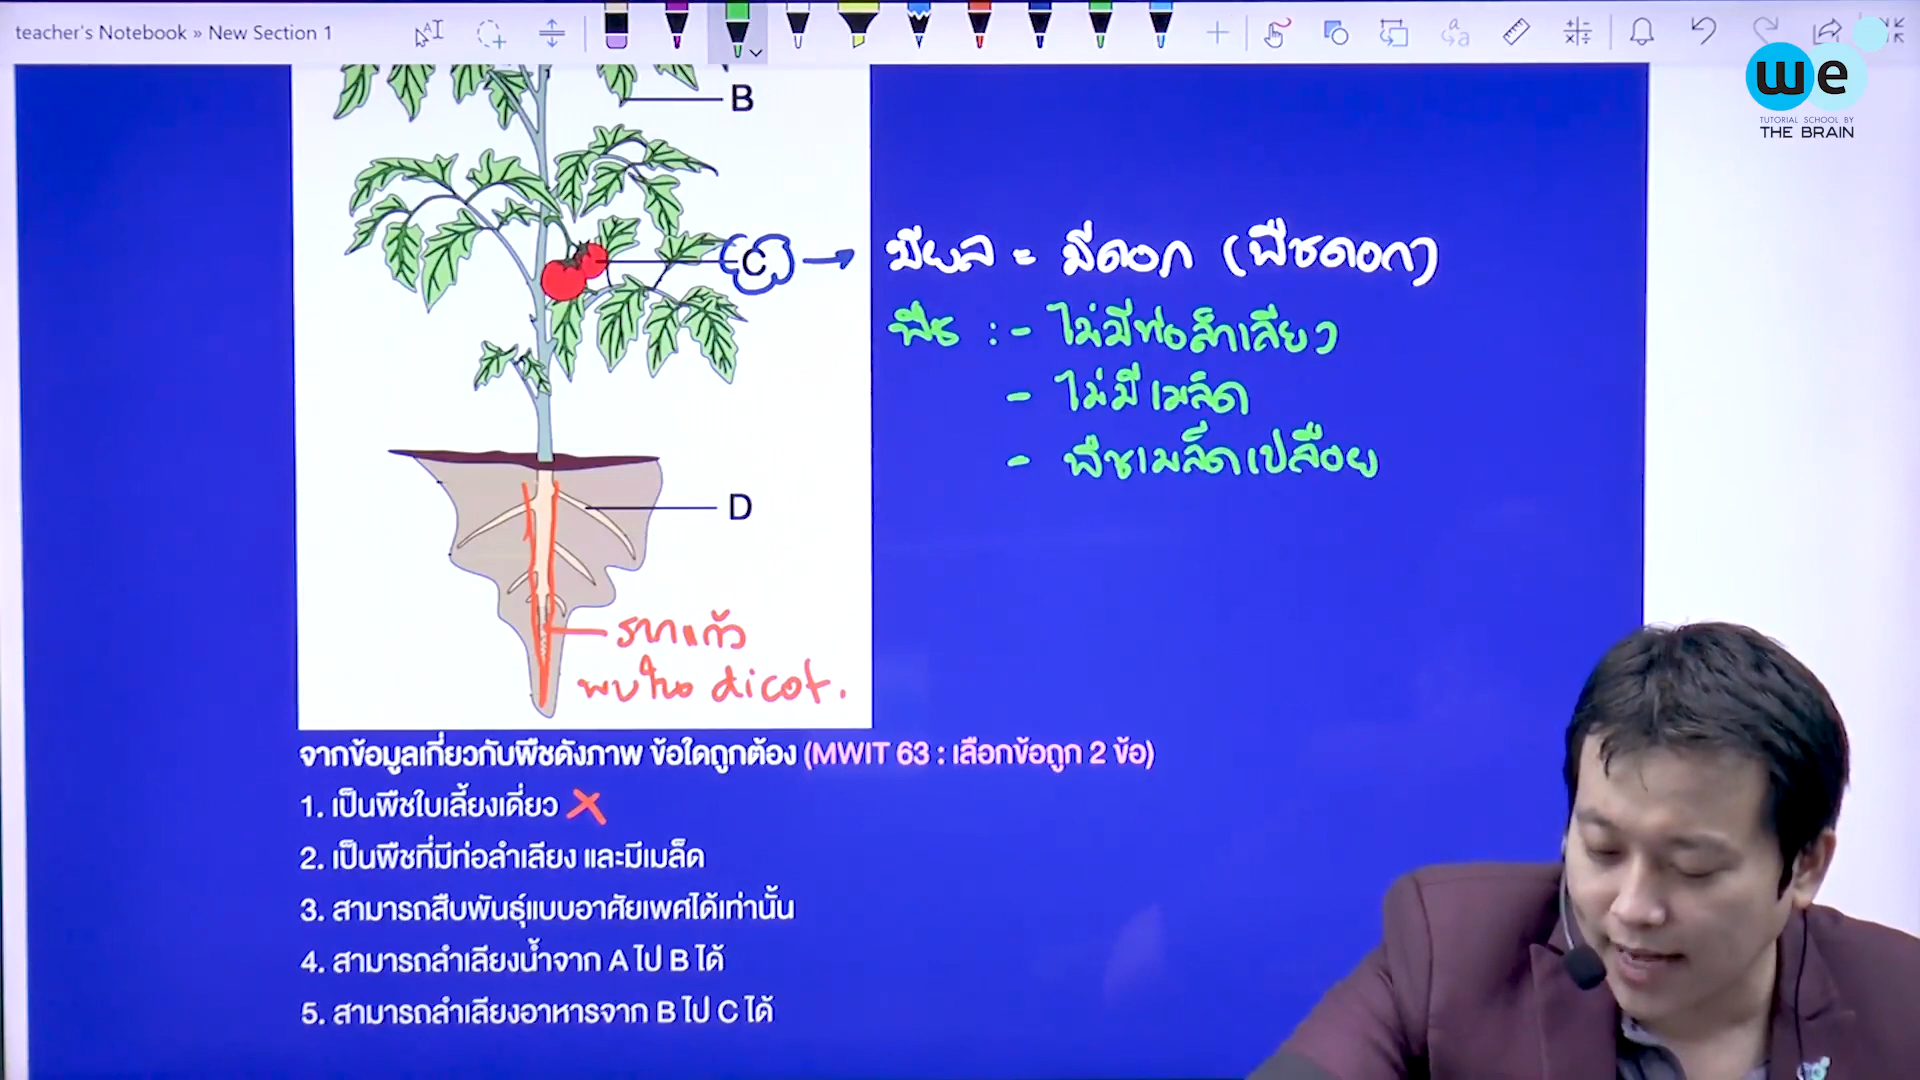 teacher's Notebook » New Section 1
we
TUTORIAL SCHOOL BY
THE BRAIN
B
C
มีผล = มีดอก (พืชดอก)
พืช : - ไม่มีท่อลำเลียง
- ไม่มีเมล็ด
- พืชเมล็ดเปลือย
D
รากแก้ว
พบใน dicot.
จากข้อมูลเกี่ยวกับพืชดังภาพ ข้อใดถูกต้อง (MWIT 63 : เลือกข้อถูก 2 ข้อ)
1. เป็นพืชใบเลี้ยงเดี่ยว
2. เป็นพืชที่มีท่อลำเลียง และมีเมล็ด
3. สามารถสืบพันธุ์แบบอาศัยเพศได้เท่านั้น
4. สามารถลำเลียงน้ำจาก A ไป B ได้
5. สามารถลำเลียงอาหารจาก B ไป C ได้